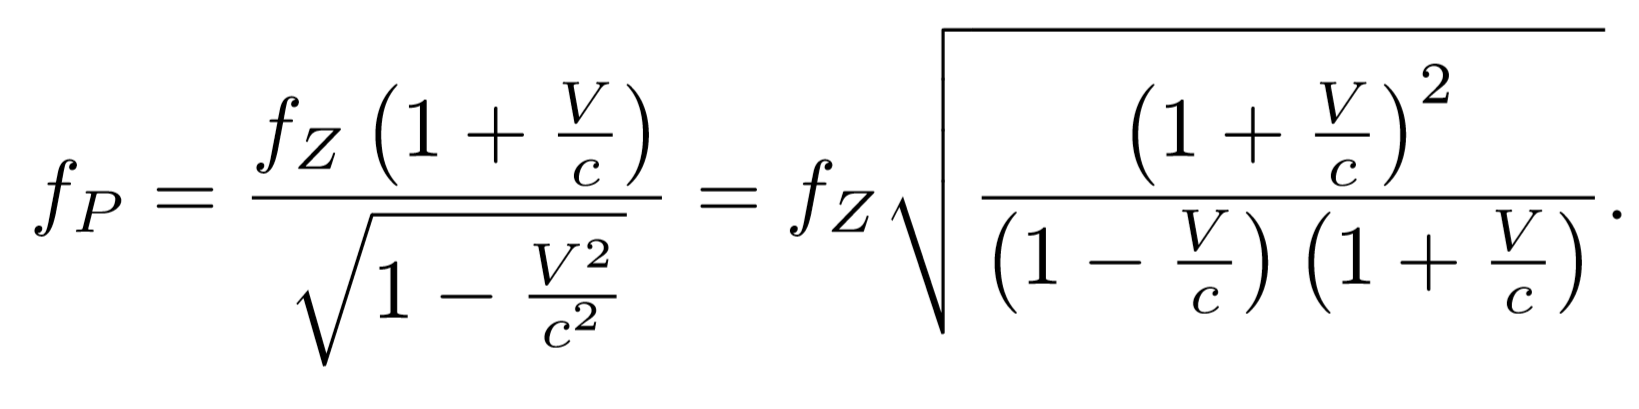 $f_P = \frac{f_Z \left(1 + \frac{V}{c}\right)}{\sqrt{1 - \frac{V^2}{c^2}}} = f_Z \sqrt{\frac{\left(1 + \frac{V}{c}\right)^2}{\left(1 - \frac{V}{c}\right)\left(1 + \frac{V}{c}\right)}}.$